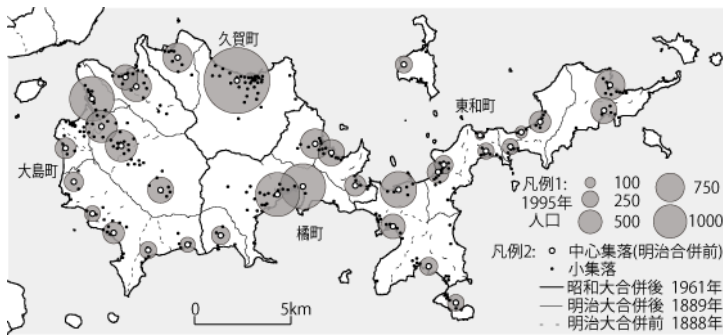 久賀町
東和町
大島町
橘町
凡例1:
1995年
人口
100
250
500
750
1000
凡例2:
中心集落(明治合併前)
小集落
昭和大合併後 1961年
明治大合併後 1889年
明治大合併前 1888年
0 5km